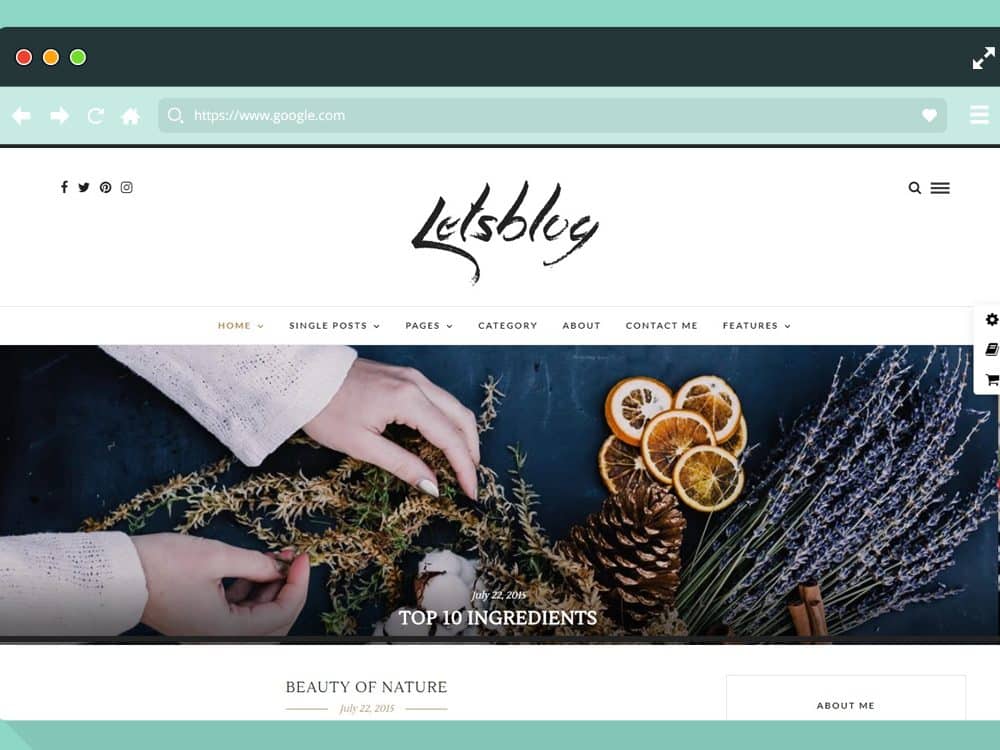 https://www.google.com
Letsblog
HOME SINGLE POSTS PAGES CATEGORY ABOUT CONTACT ME FEATURES
July 22, 2015
TOP 10 INGREDIENTS
BEAUTY OF NATURE
July 22, 2015
ABOUT ME